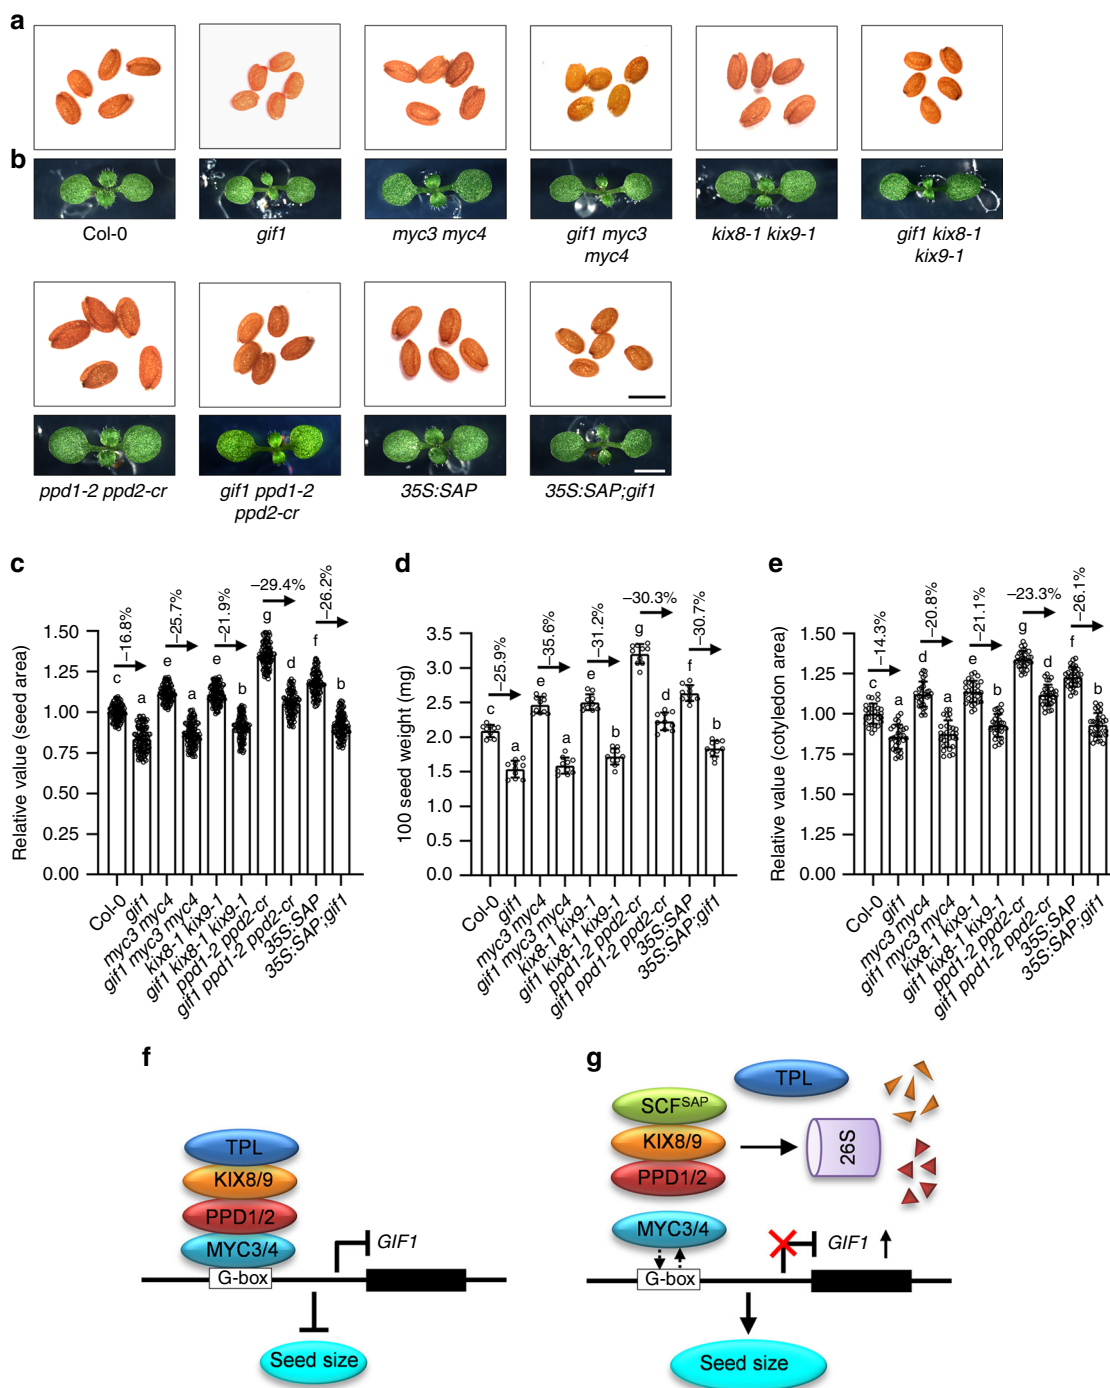 a
b
Col-0
gif1
myc3 myc4
gif1 myc3
myc4
kix8-1 kix9-1
gif1 kix8-1
kix9-1
ppd1-2 ppd2-cr
gif1 ppd1-2
ppd2-cr
35S:SAP
35S:SAP;gif1
c
Relative value (seed area)
1.50
1.25
1.00
0.75
0.50
0.25
0.00
–16.8%
–25.7%
–21.9%
–29.4%
–26.2%
c
a
e
a
e
b
g
d
f
b
Col-0
gif1
myc3 myc4
gif1 myc3 myc4
kix8-1 kix9-1
gif1 kix8-1 kix9-1
ppd1-2 ppd2-cr
gif1 ppd1-2 ppd2-cr
35S:SAP
35S:SAP;gif1
d
100 seed weight (mg)
3.5
3.0
2.5
2.0
1.5
1.0
0.5
0.0
–25.9%
–35.6%
–31.2%
–30.3%
–30.7%
c
a
e
a
e
b
g
d
f
b
Col-0
gif1
myc3 myc4
gif1 myc3 myc4
kix8-1 kix9-1
gif1 kix8-1 kix9-1
ppd1-2 ppd2-cr
gif1 ppd1-2 ppd2-cr
35S:SAP
35S:SAP;gif1
e
Relative value (cotyledon area)
1.50
1.25
1.00
1.75
1.50
1.25
0.00
–14.3%
–20.8%
–21.1%
–23.3%
–26.1%
c
a
d
a
e
b
g
d
f
b
Col-0
gif1
myc3 myc4
gif1 myc3 myc4
kix8-1 kix9-1
gif1 kix8-1 kix9-1
ppd1-2 ppd2-cr
gif1 ppd1-2 ppd2-cr
35S:SAP
35S:SAP;gif1
f
TPL
KIX8/9
PPD1/2
MYC3/4
G-box
GIF1
Seed size
g
TPL
SCFSAP
KIX8/9
PPD1/2
26S
MYC3/4
G-box
GIF1
Seed size